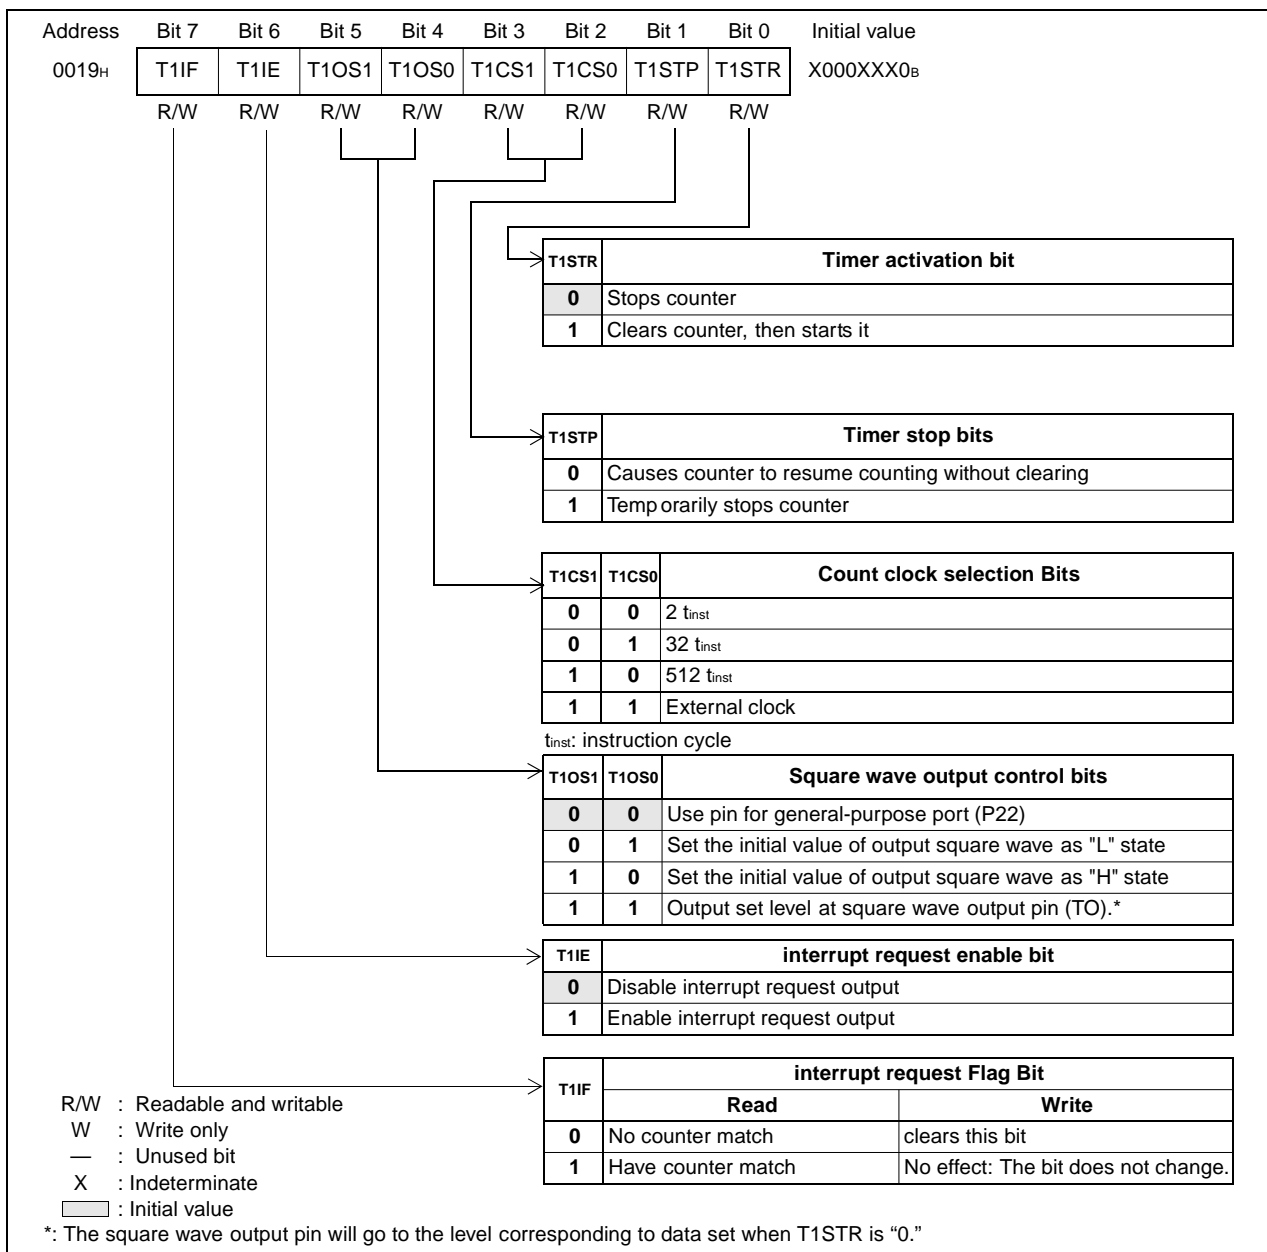 Address Bit 7 Bit 6 Bit 5 Bit 4 Bit 3 Bit 2 Bit 1 Bit 0 Initial value
0019H T1IF T1IE T1OS1 T1OS0 T1CS1 T1CS0 T1STP T1STR X000XXX0B
R/W R/W R/W R/W R/W R/W R/W R/W
T1STR Timer activation bit
0 Stops counter
1 Clears counter, then starts it
T1STP Timer stop bits
0 Causes counter to resume counting without clearing
1 Temp orarily stops counter
T1CS1 T1CS0 Count clock selection Bits
0 0 2 tinst
0 1 32 tinst
1 0 512 tinst
1 1 External clock
tinst: instruction cycle
T1OS1 T1OS0 Square wave output control bits
0 0 Use pin for general-purpose port (P22)
0 1 Set the initial value of output square wave as "L" state
1 0 Set the initial value of output square wave as "H" state
1 1 Output set level at square wave output pin (TO).*
T1IE interrupt request enable bit
0 Disable interrupt request output
1 Enable interrupt request output
T1IF interrupt request Flag Bit
Read Write
0 No counter match clears this bit
1 Have counter match No effect: The bit does not change.
R/W : Readable and writable
W : Write only
— : Unused bit
X : Indeterminate
: Initial value
*: The square wave output pin will go to the level corresponding to data set when T1STR is “0.”